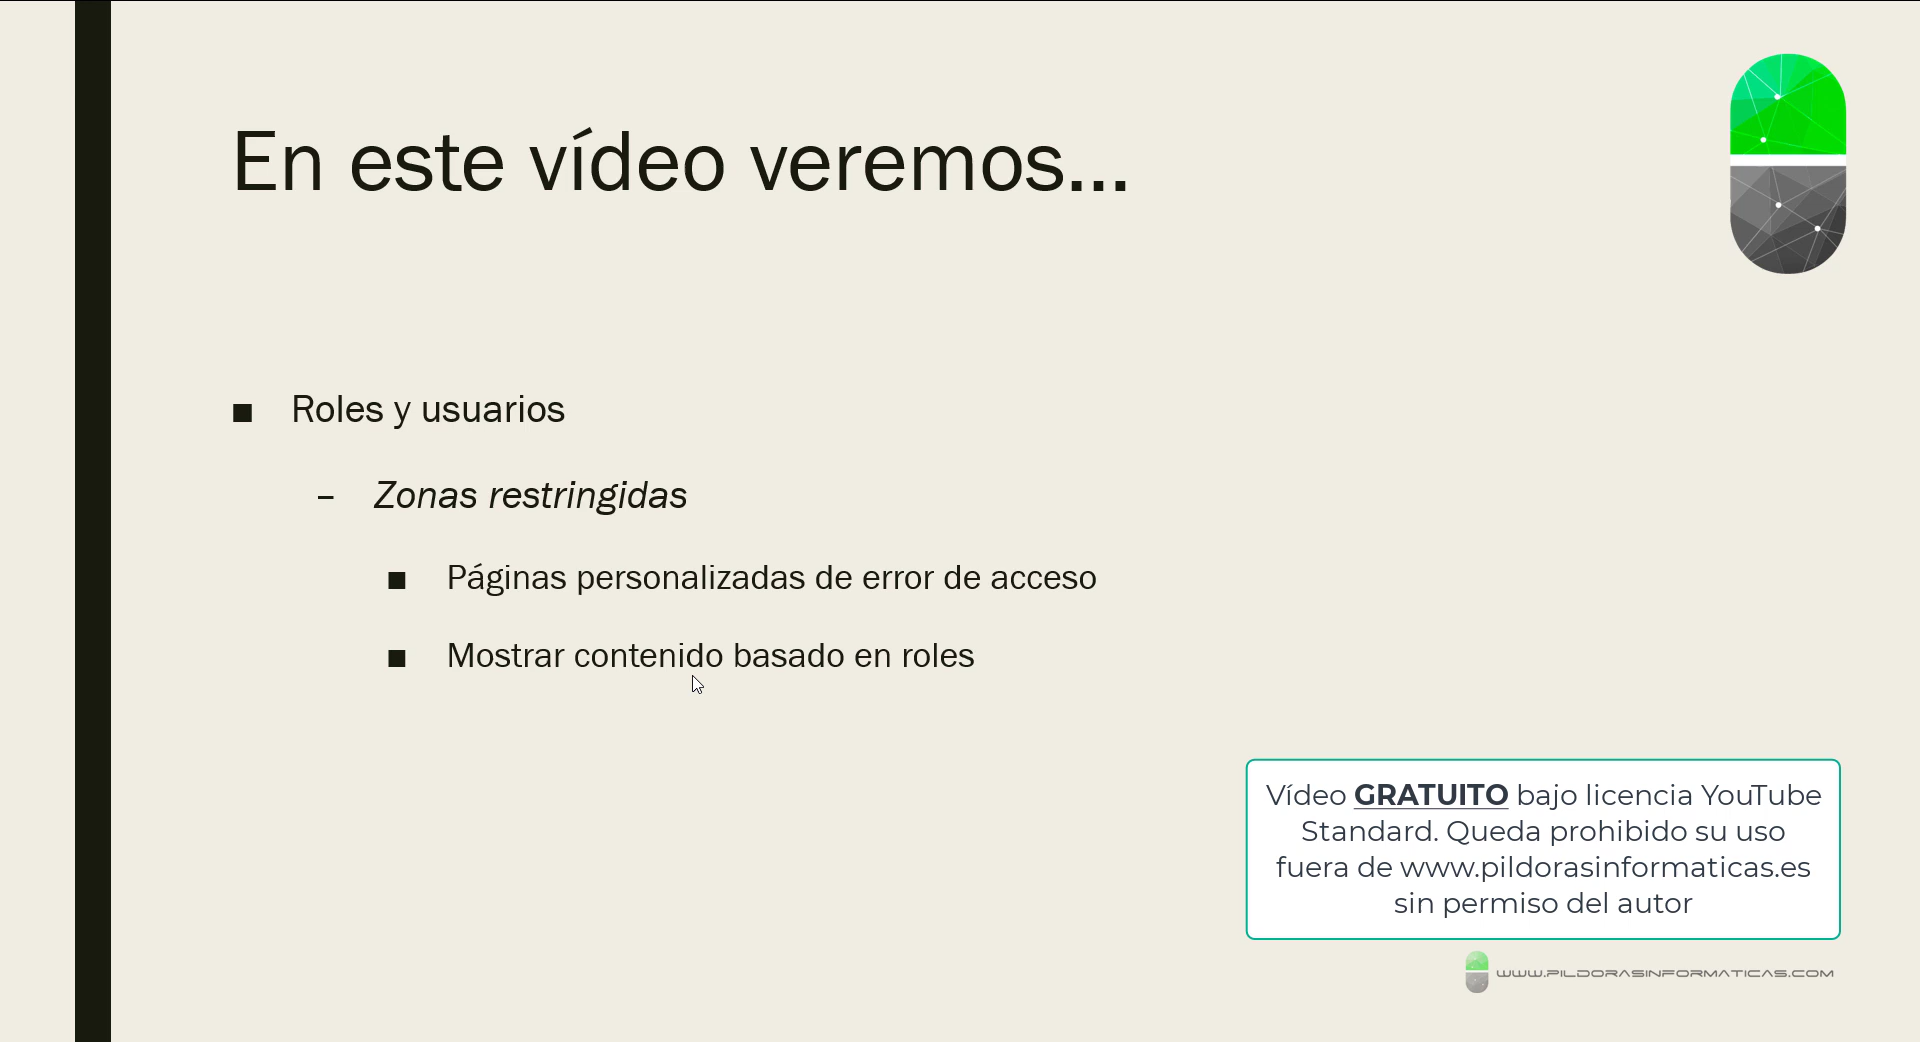 En este vídeo veremos...
■ Roles y usuarios
– Zonas restringidas
■ Páginas personalizadas de error de acceso
■ Mostrar contenido basado en roles
Vídeo GRATUITO bajo licencia YouTube
Standard. Queda prohibido su uso
fuera de www.pildorasinformaticas.es
sin permiso del autor
WWW.PILDORASINFORMATICAS.COM